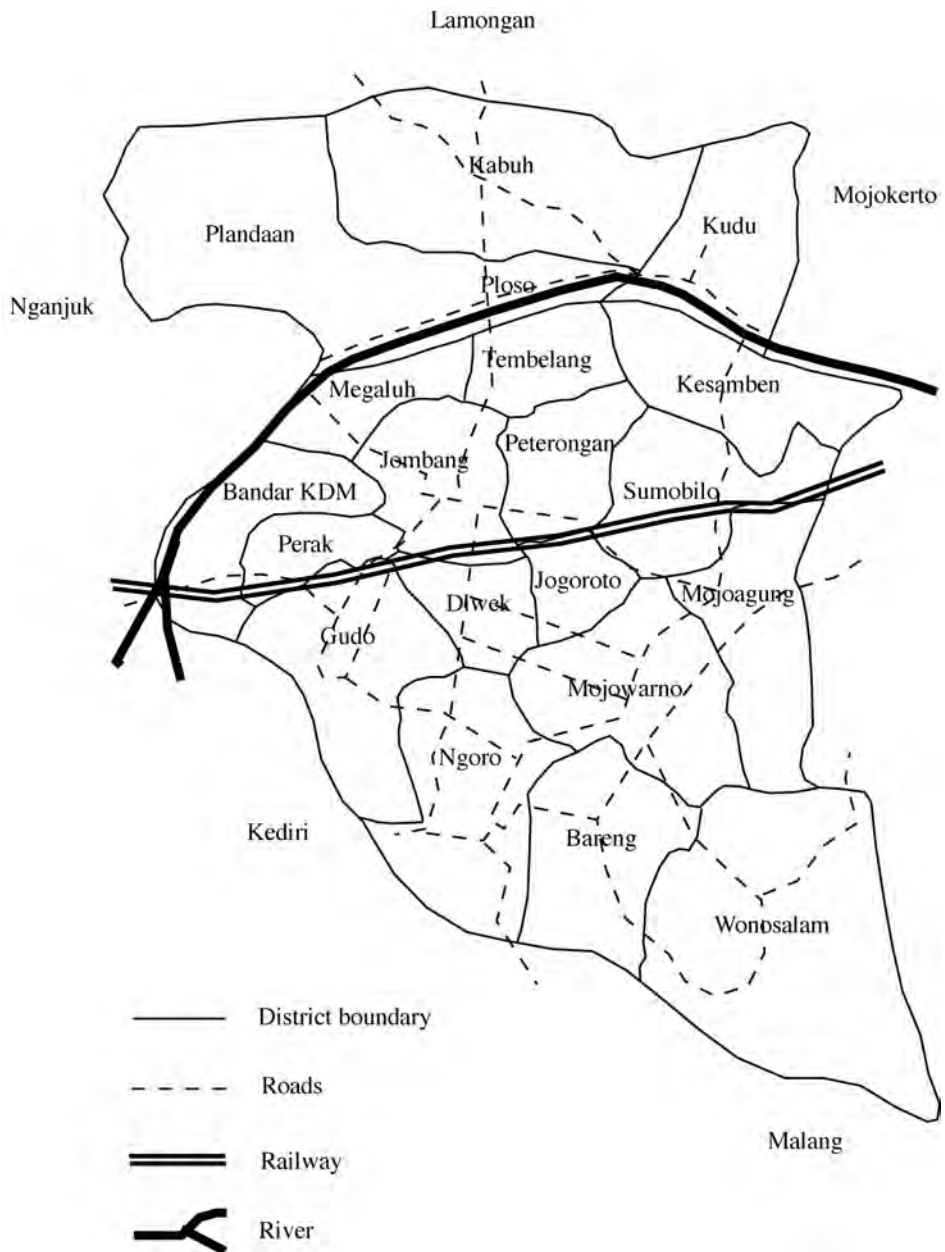 Lamongan
Kabuh
Mojokerto
Kudu
Plandaan
Ploso
Nganjuk
Tembelang
Megaluh
Kesamben
Peterongan
Jombang
Bandar KDM
Sumobilo
Perak
Jogoroto
Diwek
Mojoagung
Gudo
Mojowarno
Ngoro
Kediri
Bareng
Wonosalam
District boundary
Roads
Malang
Railway
River